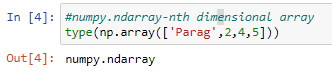 In [4]: #numpy.ndarray-nth dimensional array
type(np.array(['Parag',2,4,5]))
Out[4]: numpy.ndarray